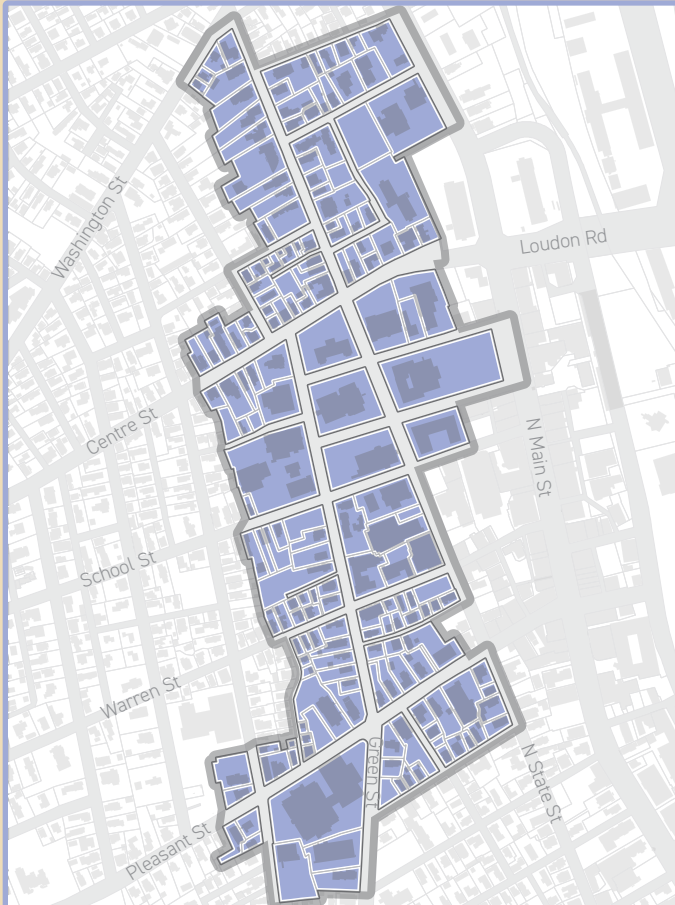 Washington St
Loudon Rd
Centre St
N Main St
School St
Warren St
Green St
N State St
Pleasant St